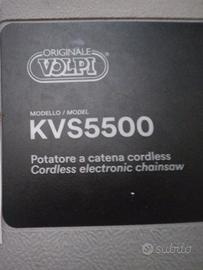 ORIGINALE
VOLPI
MODELLO / MODEL
KVS5500
Potatore a catena cordless
Cordless electronic chainsaw
subito